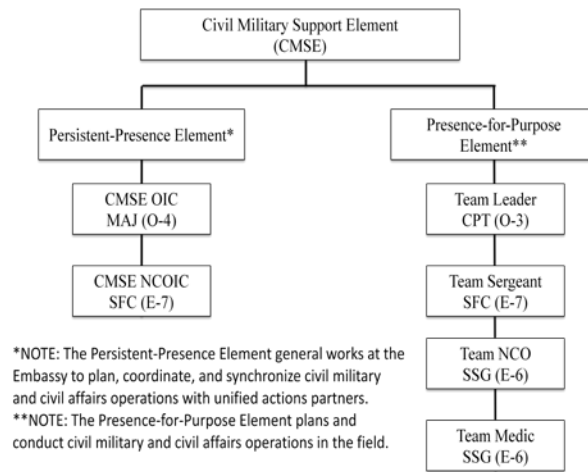 Civil Military Support Element
(CMSE)
Persistent-Presence Element*
Presence-for-Purpose
Element**
CMSE OIC
MAJ (O-4)
Team Leader
CPT (O-3)
CMSE NCOIC
SFC (E-7)
Team Sergeant
SFC (E-7)
Team NCO
SSG (E-6)
Team Medic
SSG (E-6)
*NOTE: The Persistent-Presence Element general works at the
Embassy to plan, coordinate, and synchronize civil military
and civil affairs operations with unified actions partners.
**NOTE: The Presence-for-Purpose Element plans and
conduct civil military and civil affairs operations in the field.